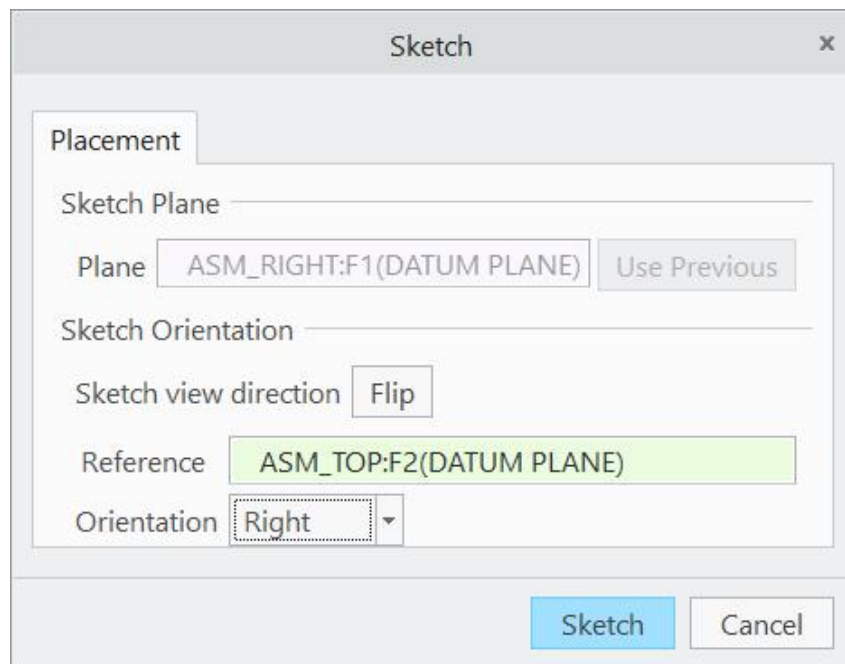 Sketch
Placement
Sketch Plane
Plane ASM_RIGHT:F1(DATUM PLANE) Use Previous
Sketch Orientation
Sketch view direction Flip
Reference ASM_TOP:F2(DATUM PLANE)
Orientation Right
Sketch Cancel